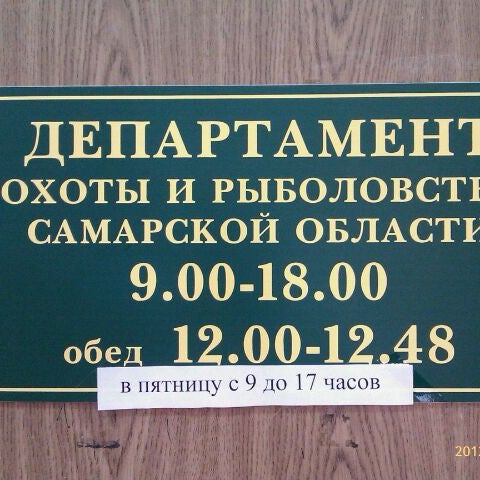 ДЕПАРТАМЕНТ
ОХОТЫ И РЫБОЛОВСТВ
САМАРСКОЙ ОБЛАСТИ
9.00-18.00
обед 12.00-12.48
в пятницу с 9 до 17 часов